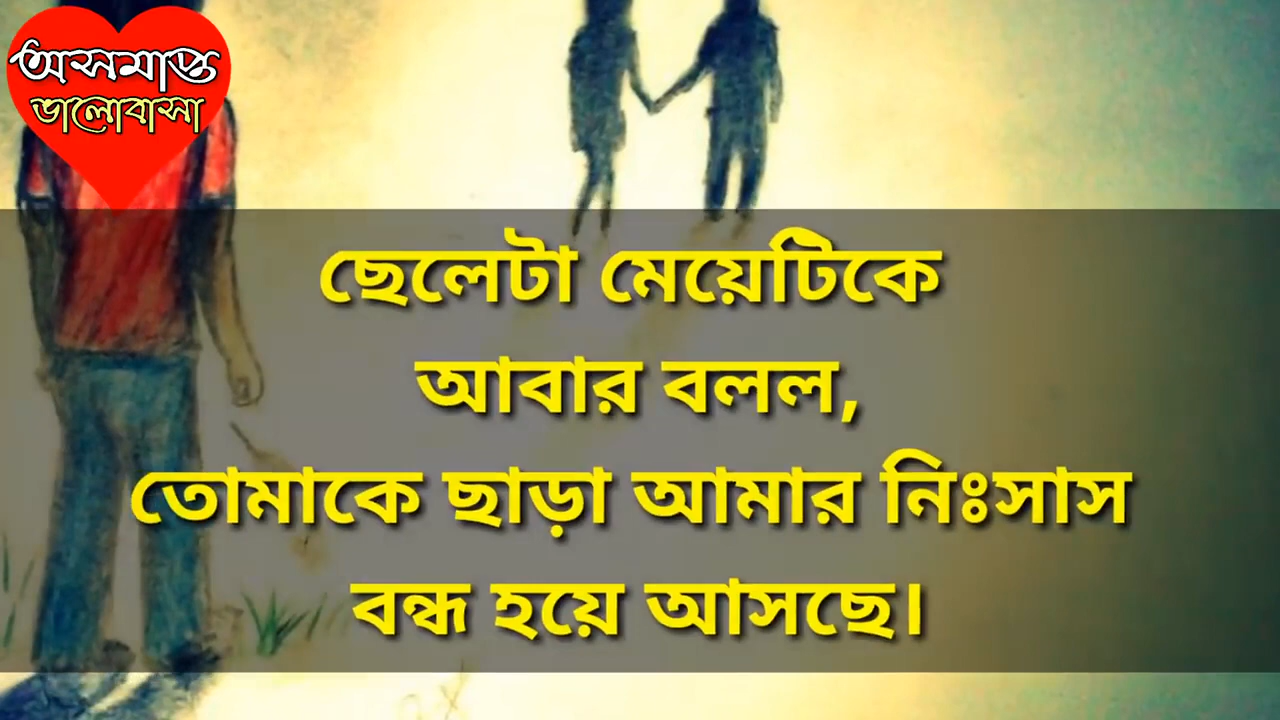 অসমাপ্ত
ভালোবাসা
ছেলেটা মেয়েটিকে
আবার বলল,
তোমাকে ছাড়া আমার নিঃসাস
বন্ধ হয়ে আসছে।